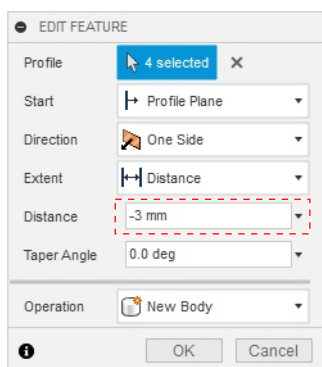 EDIT FEATURE
Profile 4 selected
Start Profile Plane
Direction One Side
Extent Distance
Distance -3 mm
Taper Angle 0.0 deg
Operation New Body
OK Cancel